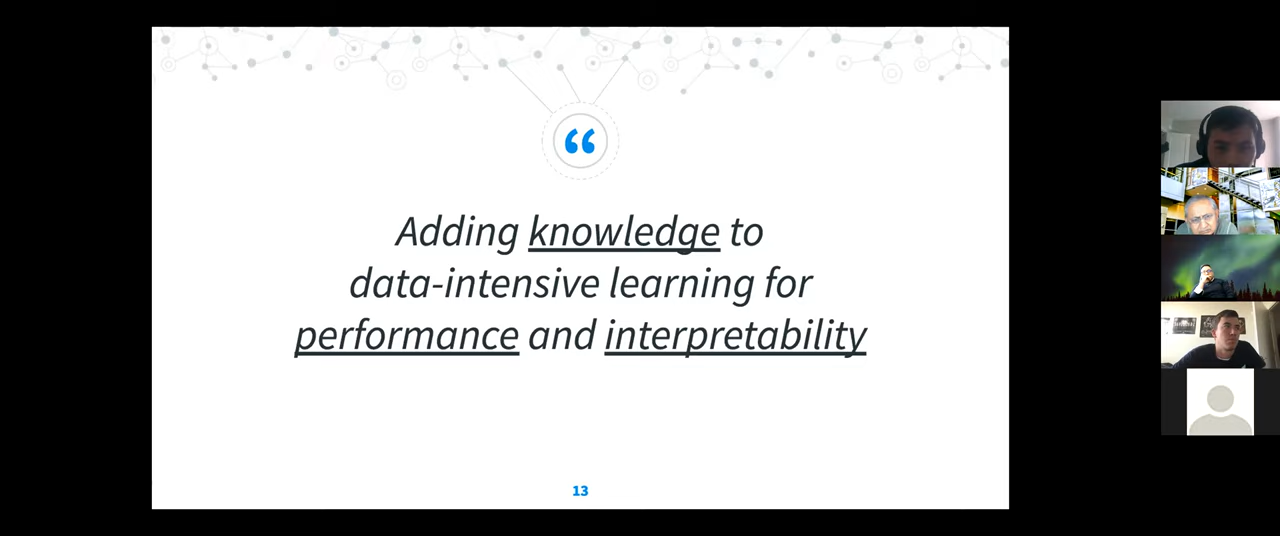 “
Adding knowledge to
data-intensive learning for
performance and interpretability
13